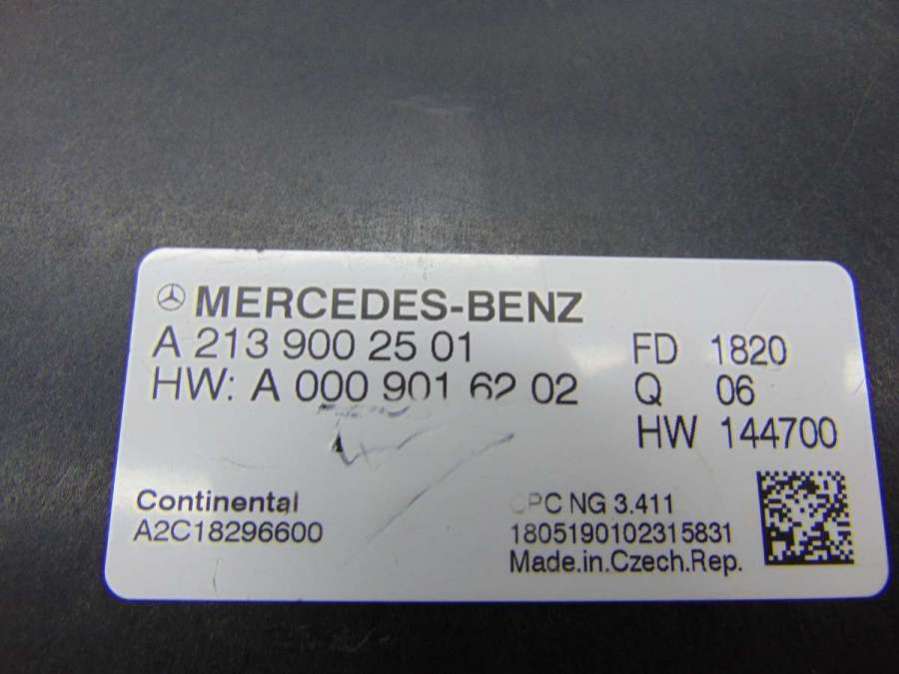 MERCEDES-BENZ
A 213 900 25 01
HW: A 000 901 62 02
FD 1820
Q 06
HW 144700
Continental
A2C18296600
CPC NG 3.411
1805190102315831
Made.in.Czech.Rep.